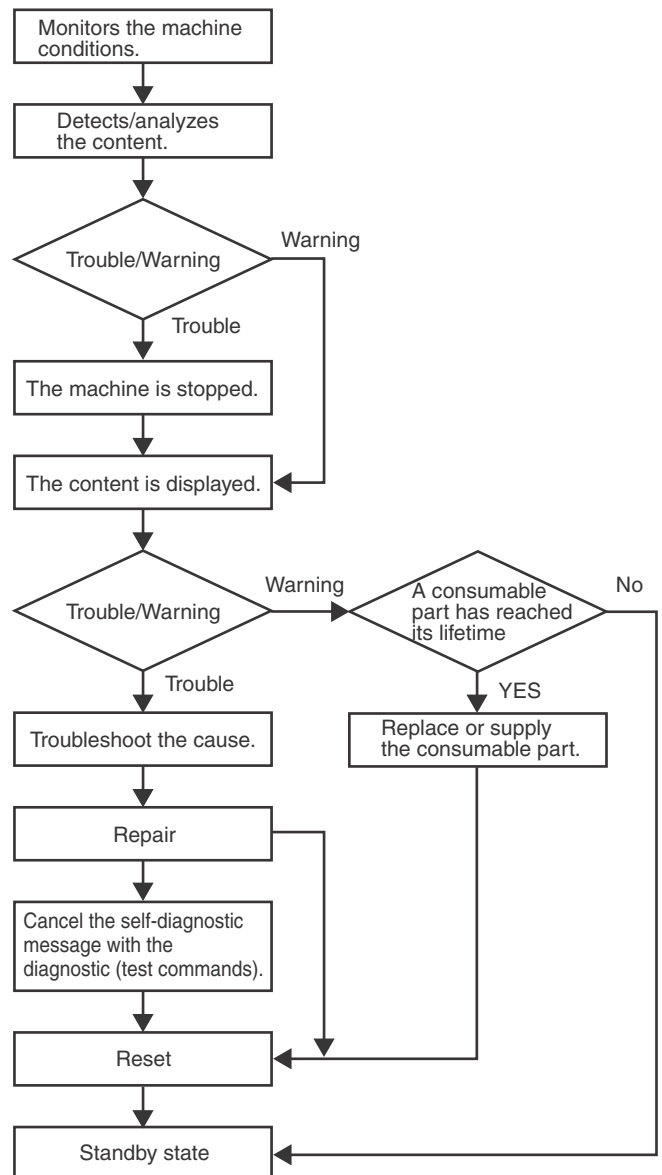 Monitors the machine
conditions.
Detects/analyzes
the content.
Trouble/Warning
Warning
Trouble
The machine is stopped.
The content is displayed.
Trouble/Warning
Warning
A consumable
part has reached
its lifetime
No
Trouble
YES
Troubleshoot the cause.
Replace or supply
the consumable part.
Repair
Cancel the self-diagnostic
message with the
diagnostic (test commands).
Reset
Standby state